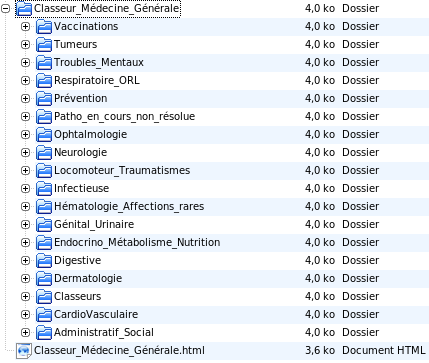 Classeur_Médecine_Générale 4,0 ko Dossier
Vaccinations 4,0 ko Dossier
Tumeurs 4,0 ko Dossier
Troubles_Mentaux 4,0 ko Dossier
Respiratoire_ORL 4,0 ko Dossier
Prévention 4,0 ko Dossier
Patho_en_cours_non_résolue 4,0 ko Dossier
Ophtalmologie 4,0 ko Dossier
Neurologie 4,0 ko Dossier
Locomoteur_Traumatismes 4,0 ko Dossier
Infectieuse 4,0 ko Dossier
Hématologie_Affections_rares 4,0 ko Dossier
Génital_Urinaire 4,0 ko Dossier
Endocrino_Métabolisme_Nutrition 4,0 ko Dossier
Digestive 4,0 ko Dossier
Dermatologie 4,0 ko Dossier
Classeurs 4,0 ko Dossier
CardioVasculaire 4,0 ko Dossier
Administratif_Social 4,0 ko Dossier
Classeur_Médecine_Générale.html 3,6 ko Document HTML